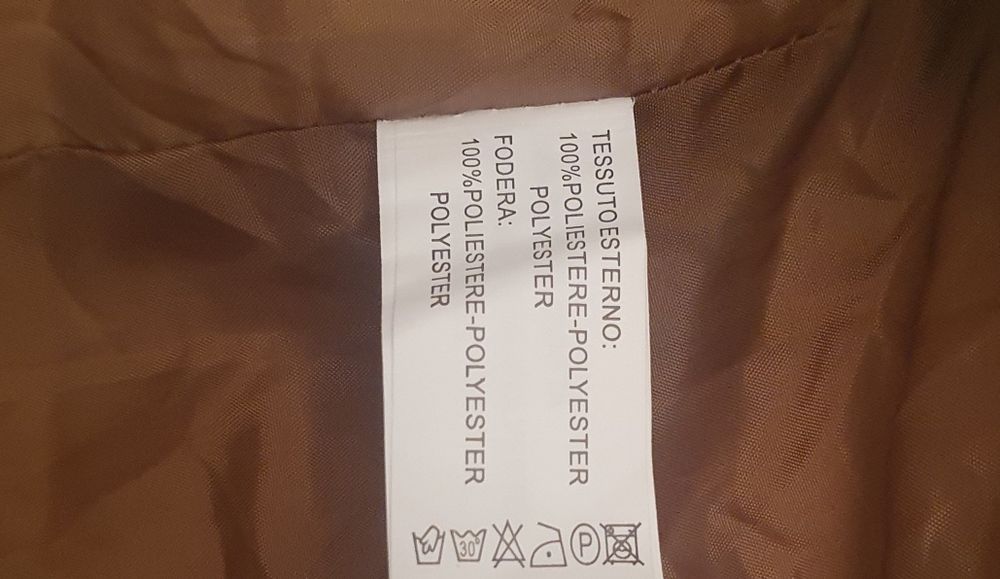 TESSUTO ESTERNO:
100%POLIESTERE-POLYESTER
POLYESTER
FODERA:
100%POLIESTERE-POLYESTER
POLYESTER
30° P